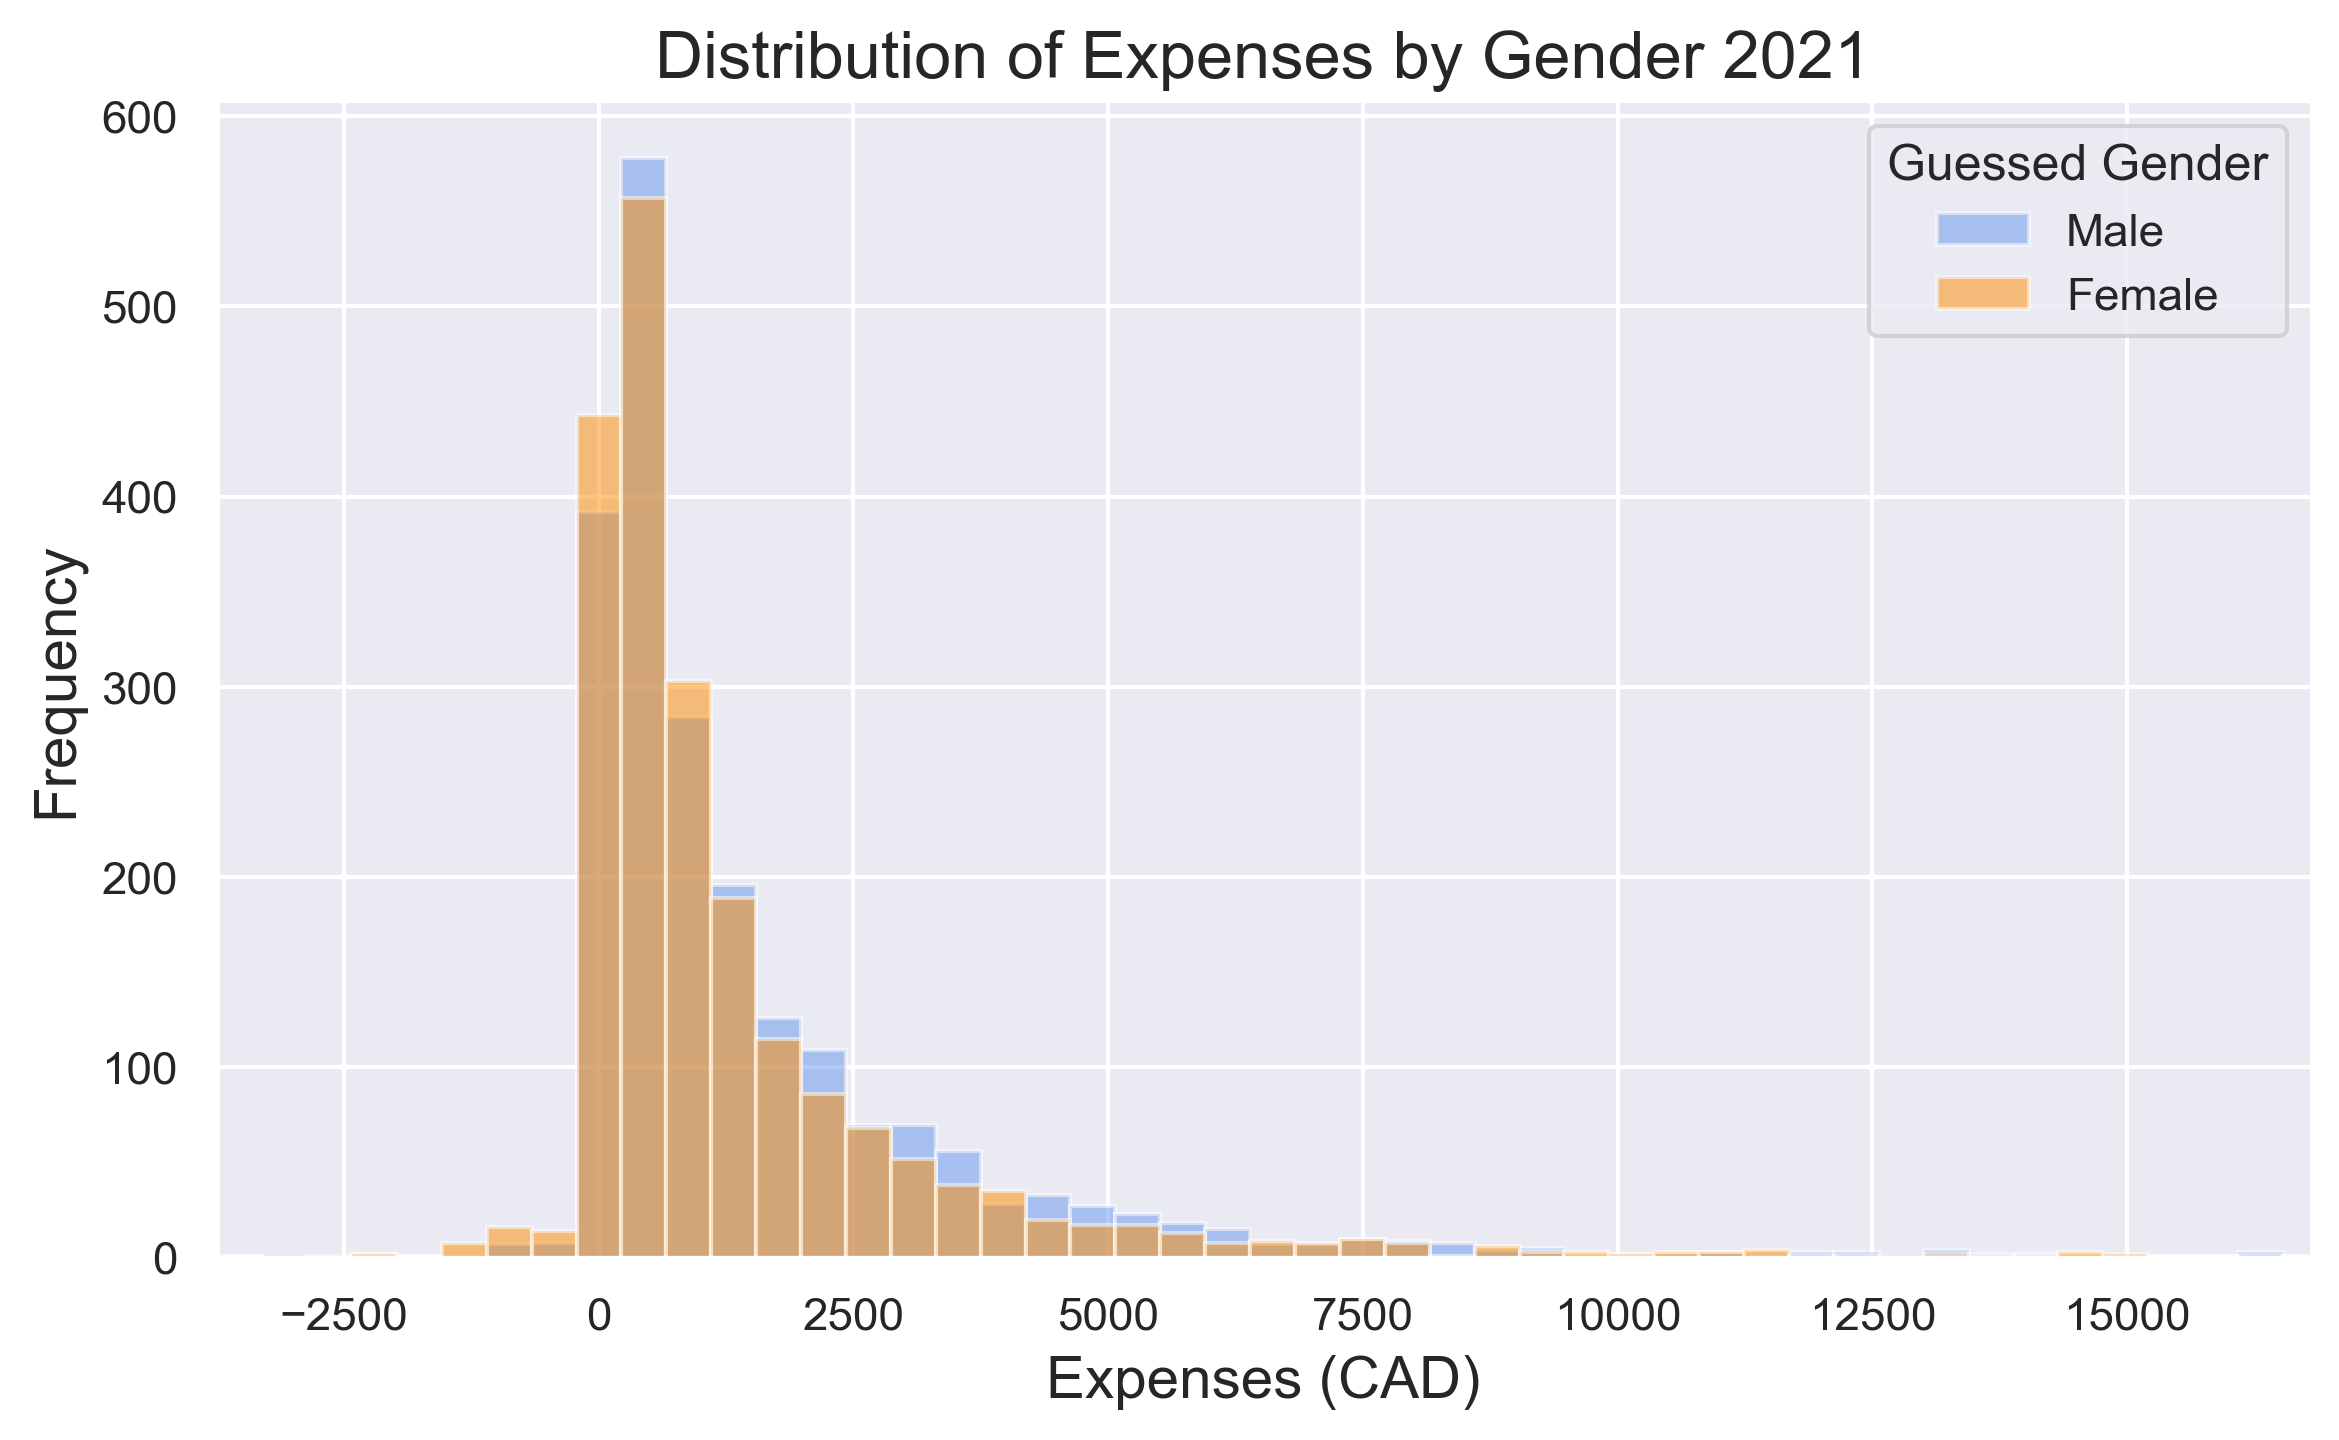 Distribution of Expenses by Gender 2021
600
500
400
300
200
100
0
Frequency
Guessed Gender
Male
Female
−2500 0 2500 5000 7500 10000 12500 15000
Expenses (CAD)